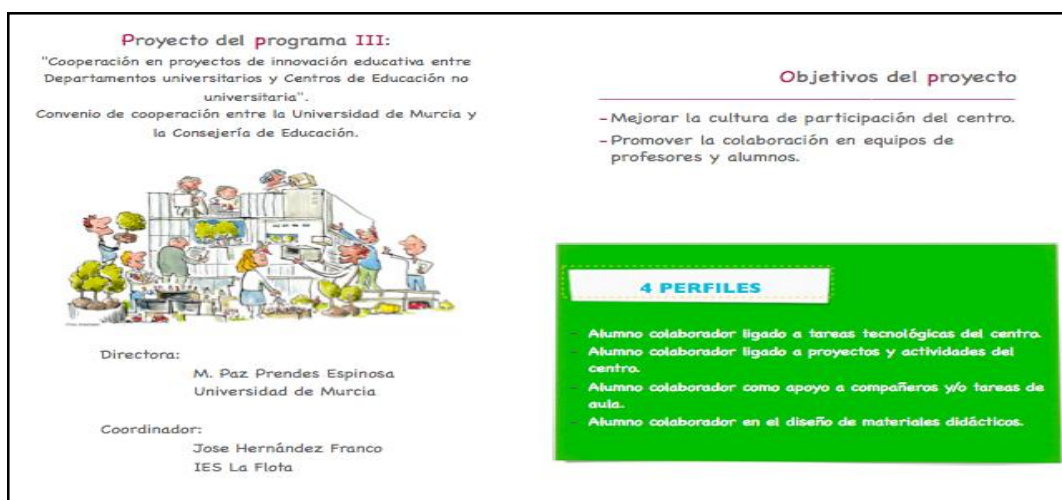 Proyecto del programa III:
"Cooperación en proyectos de innovación educativa entre
Departamentos universitarios y Centros de Educación no
universitaria".
Convenio de cooperación entre la Universidad de Murcia y
la Consejería de Educación.
Directora:
M. Paz Prendes Espinosa
Universidad de Murcia
Coordinador:
Jose Hernández Franco
IES La Flota
Objetivos del proyecto
- Mejorar la cultura de participación del centro.
- Promover la colaboración en equipos de
profesores y alumnos.
4 PERFILES
- Alumno colaborador ligado a tareas tecnológicas del centro.
- Alumno colaborador ligado a proyectos y actividades del
centro.
- Alumno colaborador como apoyo a compañeros y/o tareas de
aula.
- Alumno colaborador en el diseño de materiales didácticos.